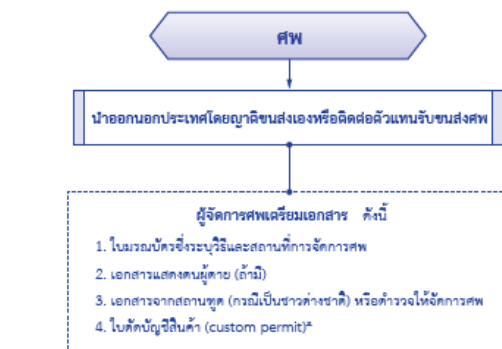 ศพ
นำออกนอกประเทศโดยญาติขนส่งเองหรือติดต่อตัวแทนรับขนส่งศพ
ผู้จัดการศพเตรียมเอกสาร ดังนี้
1. ใบมรณบัตรซึ่งระบุวิธีและสถานที่การจัดการศพ
2. เอกสารแสดงตนผู้ตาย (ถ้ามี)
3. เอกสารจากสถานทูต (กรณีเป็นชาวต่างชาติ) หรือตำรวจให้จัดการศพ
4. ใบตัดบัญชีสินค้า (custom permit)*